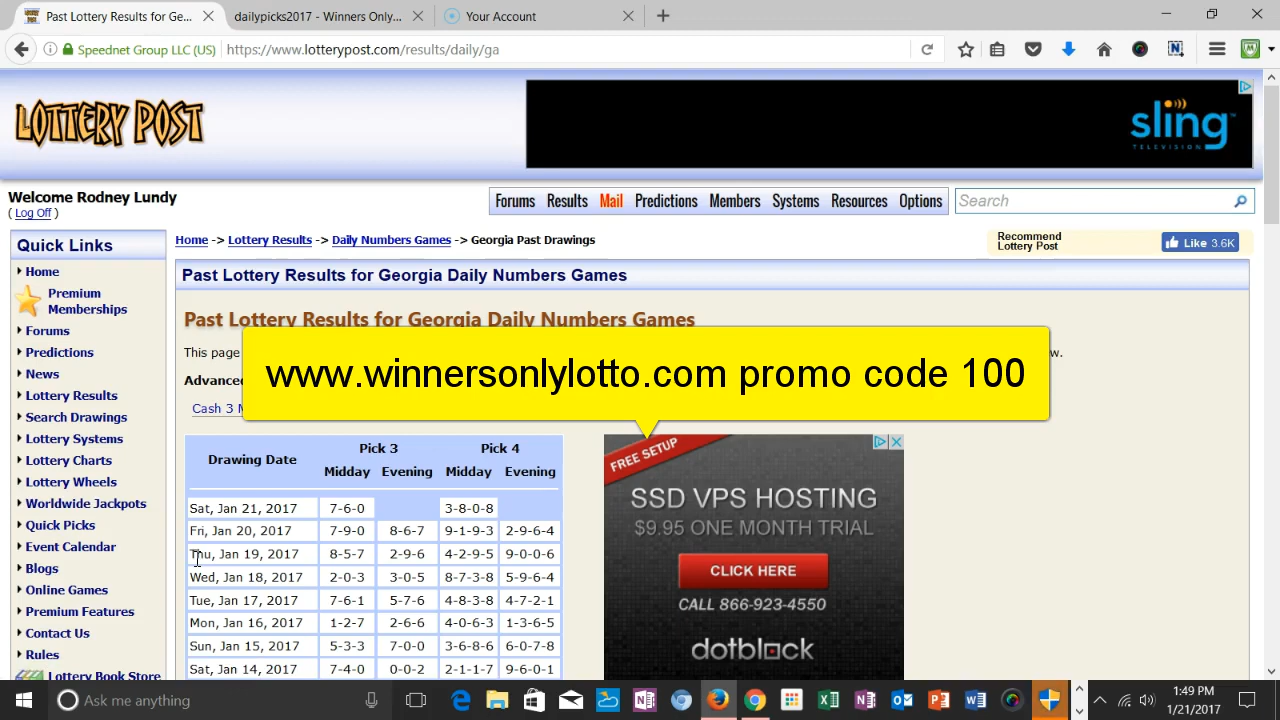 Past Lottery Results for Ge...
dailypicks2017 - Winners Only...
Your Account
Speednet Group LLC (US)
https://www.lotterypost.com/results/daily/ga
LOTTERY POST
sling
TELEVISION
Welcome Rodney Lundy
( Log Off )
Forums Results Mail Predictions Members Systems Resources Options
Search
Quick Links
Home
Premium
Memberships
Forums
Predictions
News
Lottery Results
Search Drawings
Lottery Systems
Lottery Charts
Lottery Wheels
Worldwide Jackpots
Quick Picks
Event Calendar
Blogs
Online Games
Premium Features
Contact Us
Rules
Lottery Book Store
Home -> Lottery Results -> Daily Numbers Games -> Georgia Past Drawings
Recommend
Lottery Post
Like 3.6K
Past Lottery Results for Georgia Daily Numbers Games
Past Lottery Results for Georgia Daily Numbers Games
This page
Advanced
Cash 3 M
www.winnersonlylotto.com promo code 100
Drawing Date Pick 3 Pick 4
Midday Evening Midday Evening
Sat, Jan 21, 2017 7-6-0 3-8-0-8
Fri, Jan 20, 2017 7-9-0 8-6-7 9-1-9-3 2-9-6-4
Thu, Jan 19, 2017 8-5-7 2-9-6 4-2-9-5 9-0-0-6
Wed, Jan 18, 2017 2-0-3 3-0-5 8-7-3-8 5-9-6-4
Tue, Jan 17, 2017 7-6-1 5-7-6 4-8-3-8 4-7-2-1
Mon, Jan 16, 2017 1-2-7 2-6-6 4-0-6-3 1-3-6-5
Sun, Jan 15, 2017 5-3-3 7-0-0 3-6-8-6 6-0-7-8
Sat, Jan 14, 2017 7-4-0 0-0-2 2-1-1-7 9-6-0-1
FREE SETUP
SSD VPS HOSTING
$9.95 ONE MONTH TRIAL
CLICK HERE
CALL 866-923-4550
dotblock
Ask me anything
1:49 PM
1/21/2017